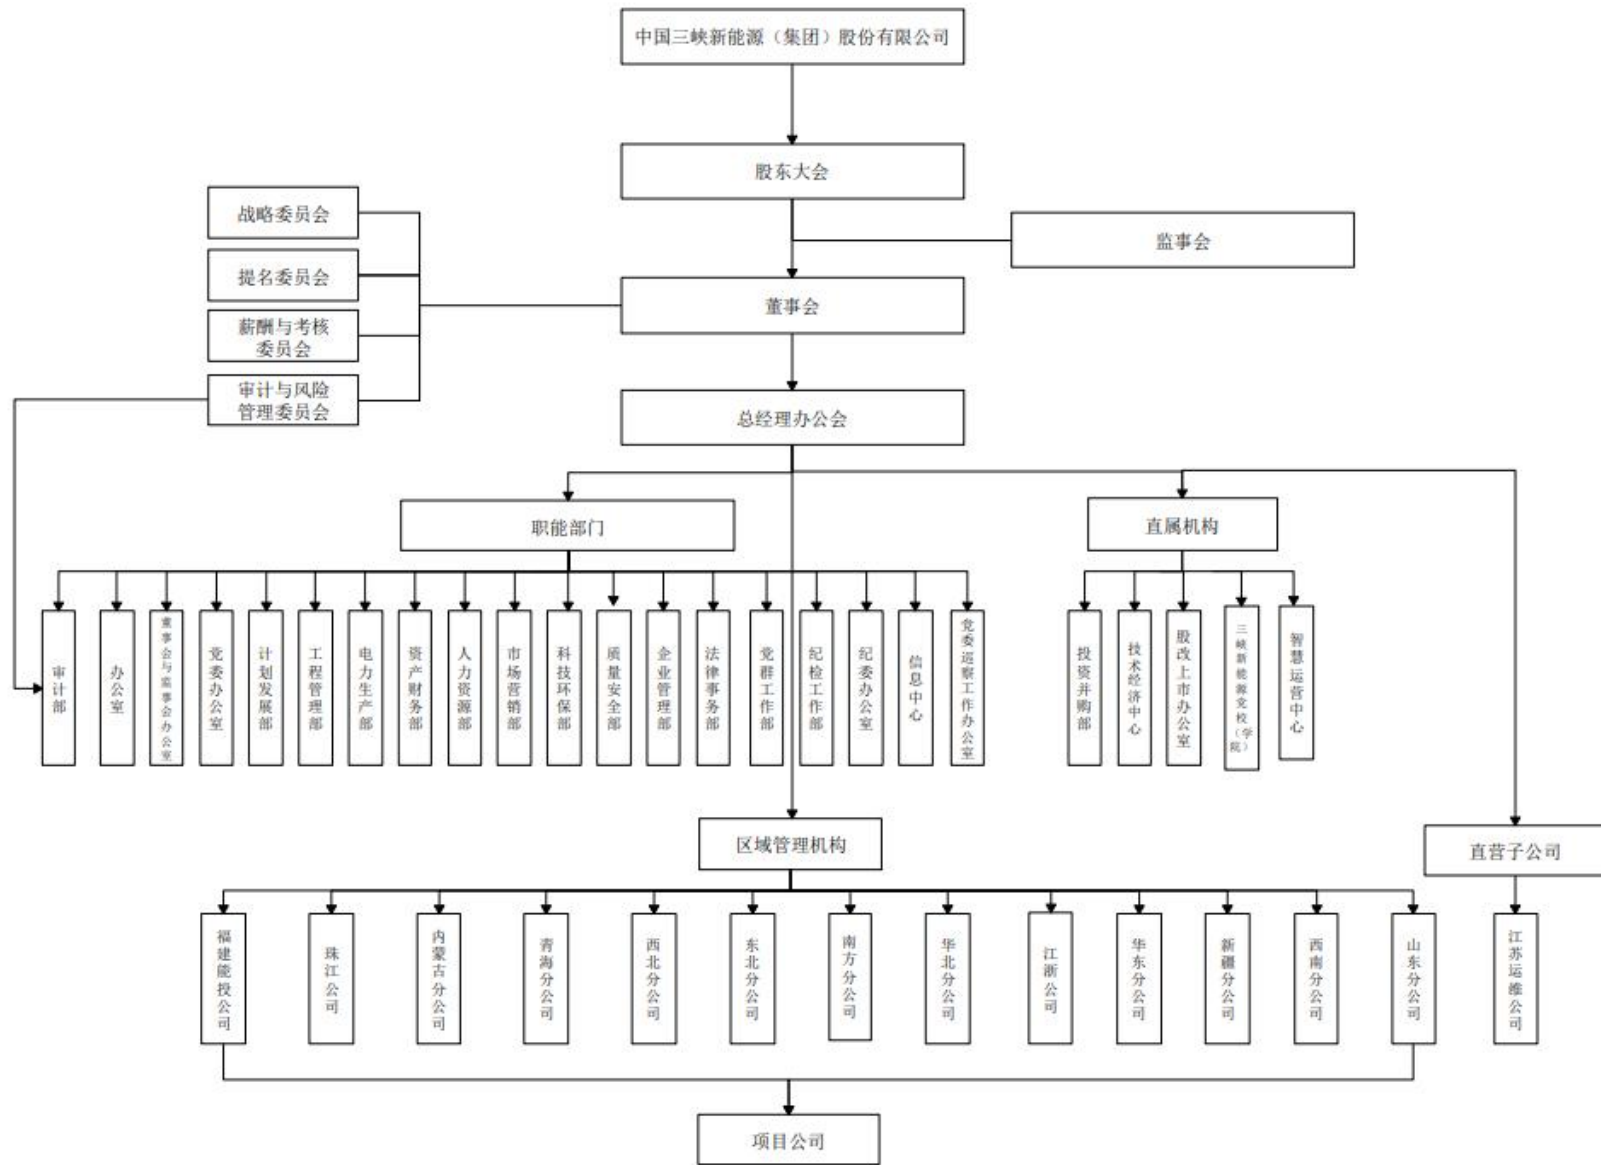 中国三峡新能源（集团）股份有限公司
股东大会
战略委员会
监事会
提名委员会
董事会
薪酬与考核
委员会
审计与风险
管理委员会
总经理办公会
职能部门
直属机构
审计部
办公室
董事会与监事会办公室
党委办公室
计划发展部
工程管理部
电力生产部
资产财务部
人力资源部
市场营销部
科技环保部
质量安全部
企业管理部
法律事务部
党群工作部
纪检工作部
纪委办公室
信息中心
党委巡察工作办公室
投资并购部
技术经济中心
股改上市办公室
三峡新能源党校（学院）
智慧运营中心
区域管理机构
直营子公司
福建能投公司
珠江公司
内蒙古分公司
青海分公司
西北分公司
东北分公司
南方分公司
华北分公司
江浙公司
华东分公司
新疆分公司
西南分公司
山东分公司
江苏运维公司
项目公司